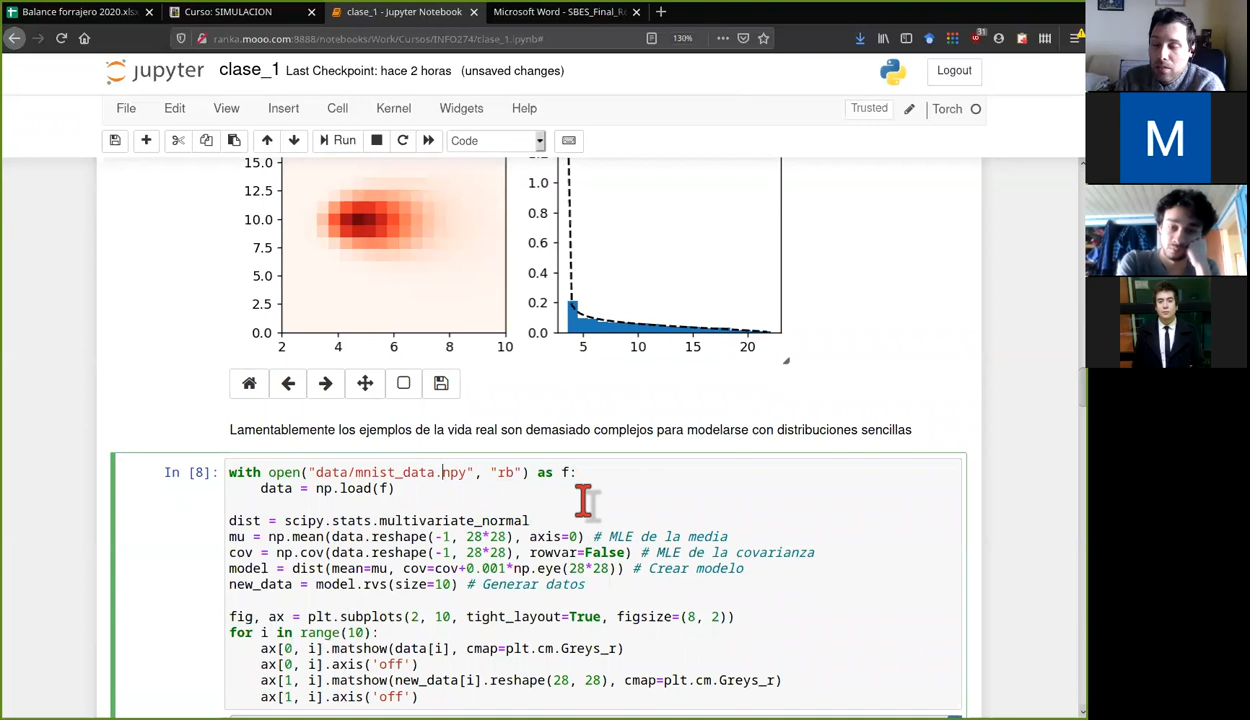 Balance forrajero 2020.xlsx
Curso: SIMULACION
clase_1 - Jupyter Notebook
Microsoft Word - SBES_Final_R
ranka.mooo.com:8888/notebooks/Work/Cursos/INFO274/clase_1.ipynb#
130%
31
jupyter clase_1 Last Checkpoint: hace 2 horas (unsaved changes)
Logout
File Edit View Insert Cell Kernel Widgets Help
Trusted
Torch
Run
Code
15.0
12.5
10.0
7.5
5.0
2.5
0.0
2 4 6 8 10
1.2
1.0
0.8
0.6
0.4
0.2
0.0
5 10 15 20
M
Lamentablemente los ejemplos de la vida real son demasiado complejos para modelarse con distribuciones sencillas
In [8]: with open("data/mnist_data.npy", "rb") as f:
data = np.load(f)
dist = scipy.stats.multivariate_normal
mu = np.mean(data.reshape(-1, 28*28), axis=0) # MLE de la media
cov = np.cov(data.reshape(-1, 28*28), rowvar=False) # MLE de la covarianza
model = dist(mean=mu, cov=cov+0.001*np.eye(28*28)) # Crear modelo
new_data = model.rvs(size=10) # Generar datos
fig, ax = plt.subplots(2, 10, tight_layout=True, figsize=(8, 2))
for i in range(10):
ax[0, i].matshow(data[i], cmap=plt.cm.Greys_r)
ax[0, i].axis('off')
ax[1, i].matshow(new_data[i].reshape(28, 28), cmap=plt.cm.Greys_r)
ax[1, i].axis('off')